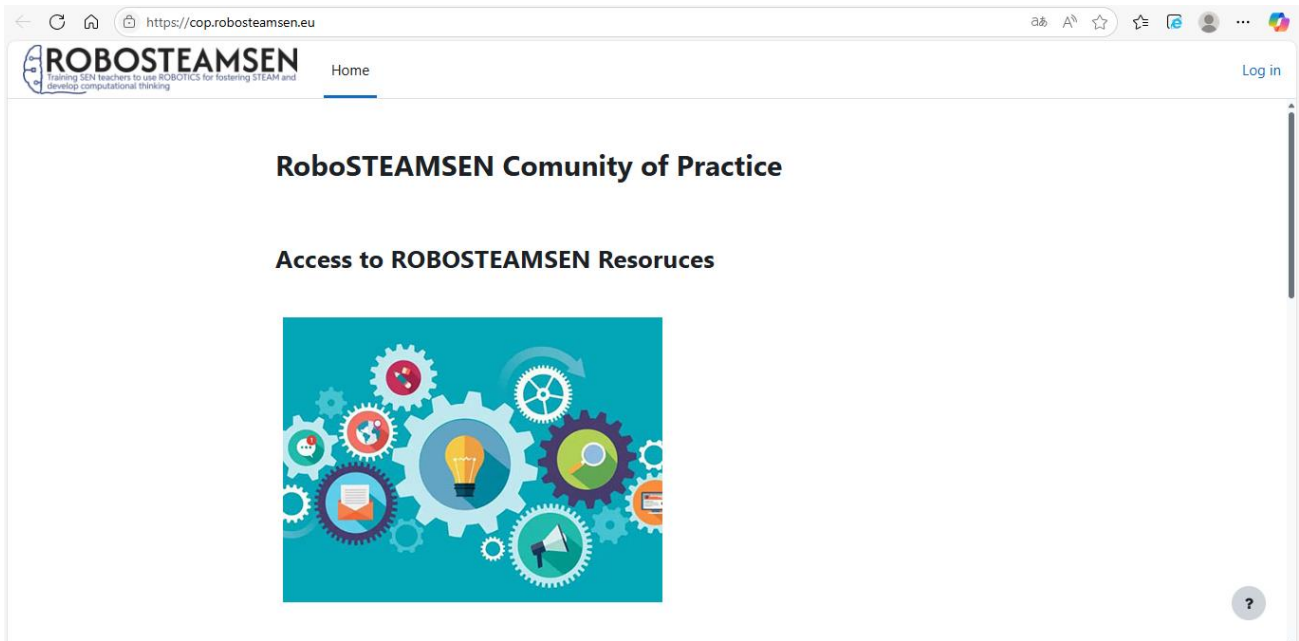 https://cop.robosteamsen.eu
ROBOSTEAMSEN
Training SEN teachers to use ROBOTICS for fostering STEAM and
develop computational thinking
Home
Log in
RoboSTEAMSEN Comunity of Practice
Access to ROBOSTEAMSEN Resoruces
?